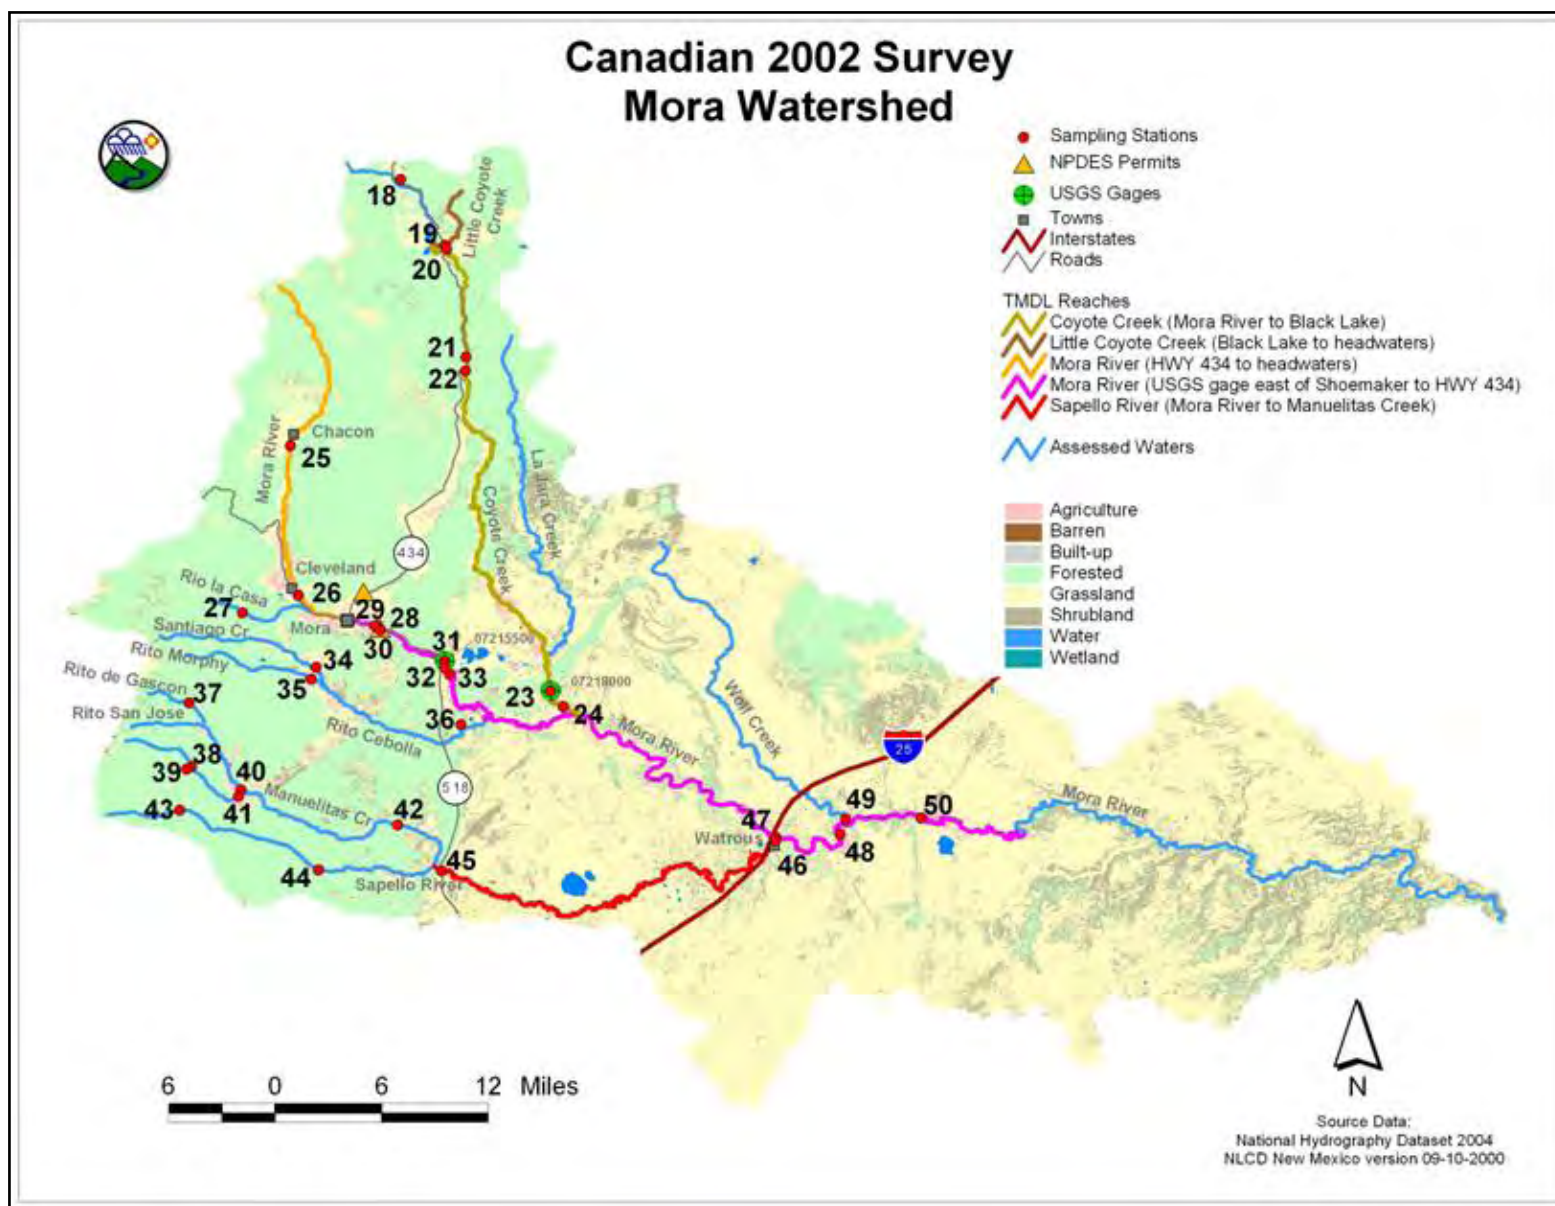 Canadian 2002 Survey
Mora Watershed
Sampling Stations
NPDES Permits
USGS Gages
Towns
Interstates
Roads
TMDL Reaches
Coyote Creek (Mora River to Black Lake)
Little Coyote Creek (Black Lake to headwaters)
Mora River (HWY 434 to headwaters)
Mora River (USGS gage east of Shoemaker to HWY 434)
Sapello River (Mora River to Manuelitas Creek)
Assessed Waters
Agriculture
Barren
Built-up
Forested
Grassland
Shrubland
Water
Wetland
18
Little Coyote
Creek
19
20
21
22
Chacon
25
Mora River
La Jara Creek
Coyote Creek
434
Cleveland
26
Rio la Casa
27
29
28
Santiago Cr
Mora
30
31
07215500
Rito Morphy
34
32
33
Rito de Gascon
35
37
23
07218000
24
Rito San Jose
36
Rito Cebolla
Mora River
Wolf Creek
25
38
39
40
518
43
41
Manuelitas Cr
42
47
49
50
Mora River
Watrous
46
48
44
45
Sapello River
6 0 6 12 Miles
N
Source Data:
National Hydrography Dataset 2004
NLCD New Mexico version 09-10-2000